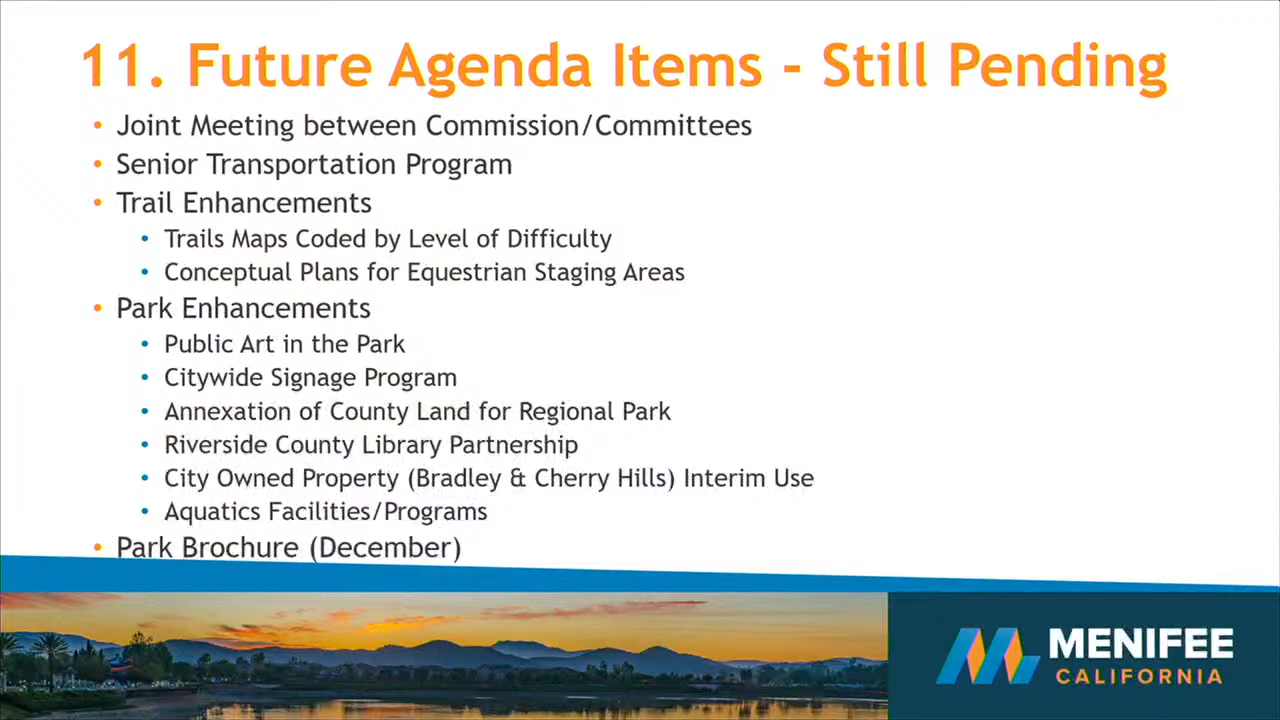 11. Future Agenda Items - Still Pending
• Joint Meeting between Commission/Committees
• Senior Transportation Program
• Trail Enhancements
• Trails Maps Coded by Level of Difficulty
• Conceptual Plans for Equestrian Staging Areas
• Park Enhancements
• Public Art in the Park
• Citywide Signage Program
• Annexation of County Land for Regional Park
• Riverside County Library Partnership
• City Owned Property (Bradley & Cherry Hills) Interim Use
• Aquatics Facilities/Programs
• Park Brochure (December)
MENIFEE
CALIFORNIA